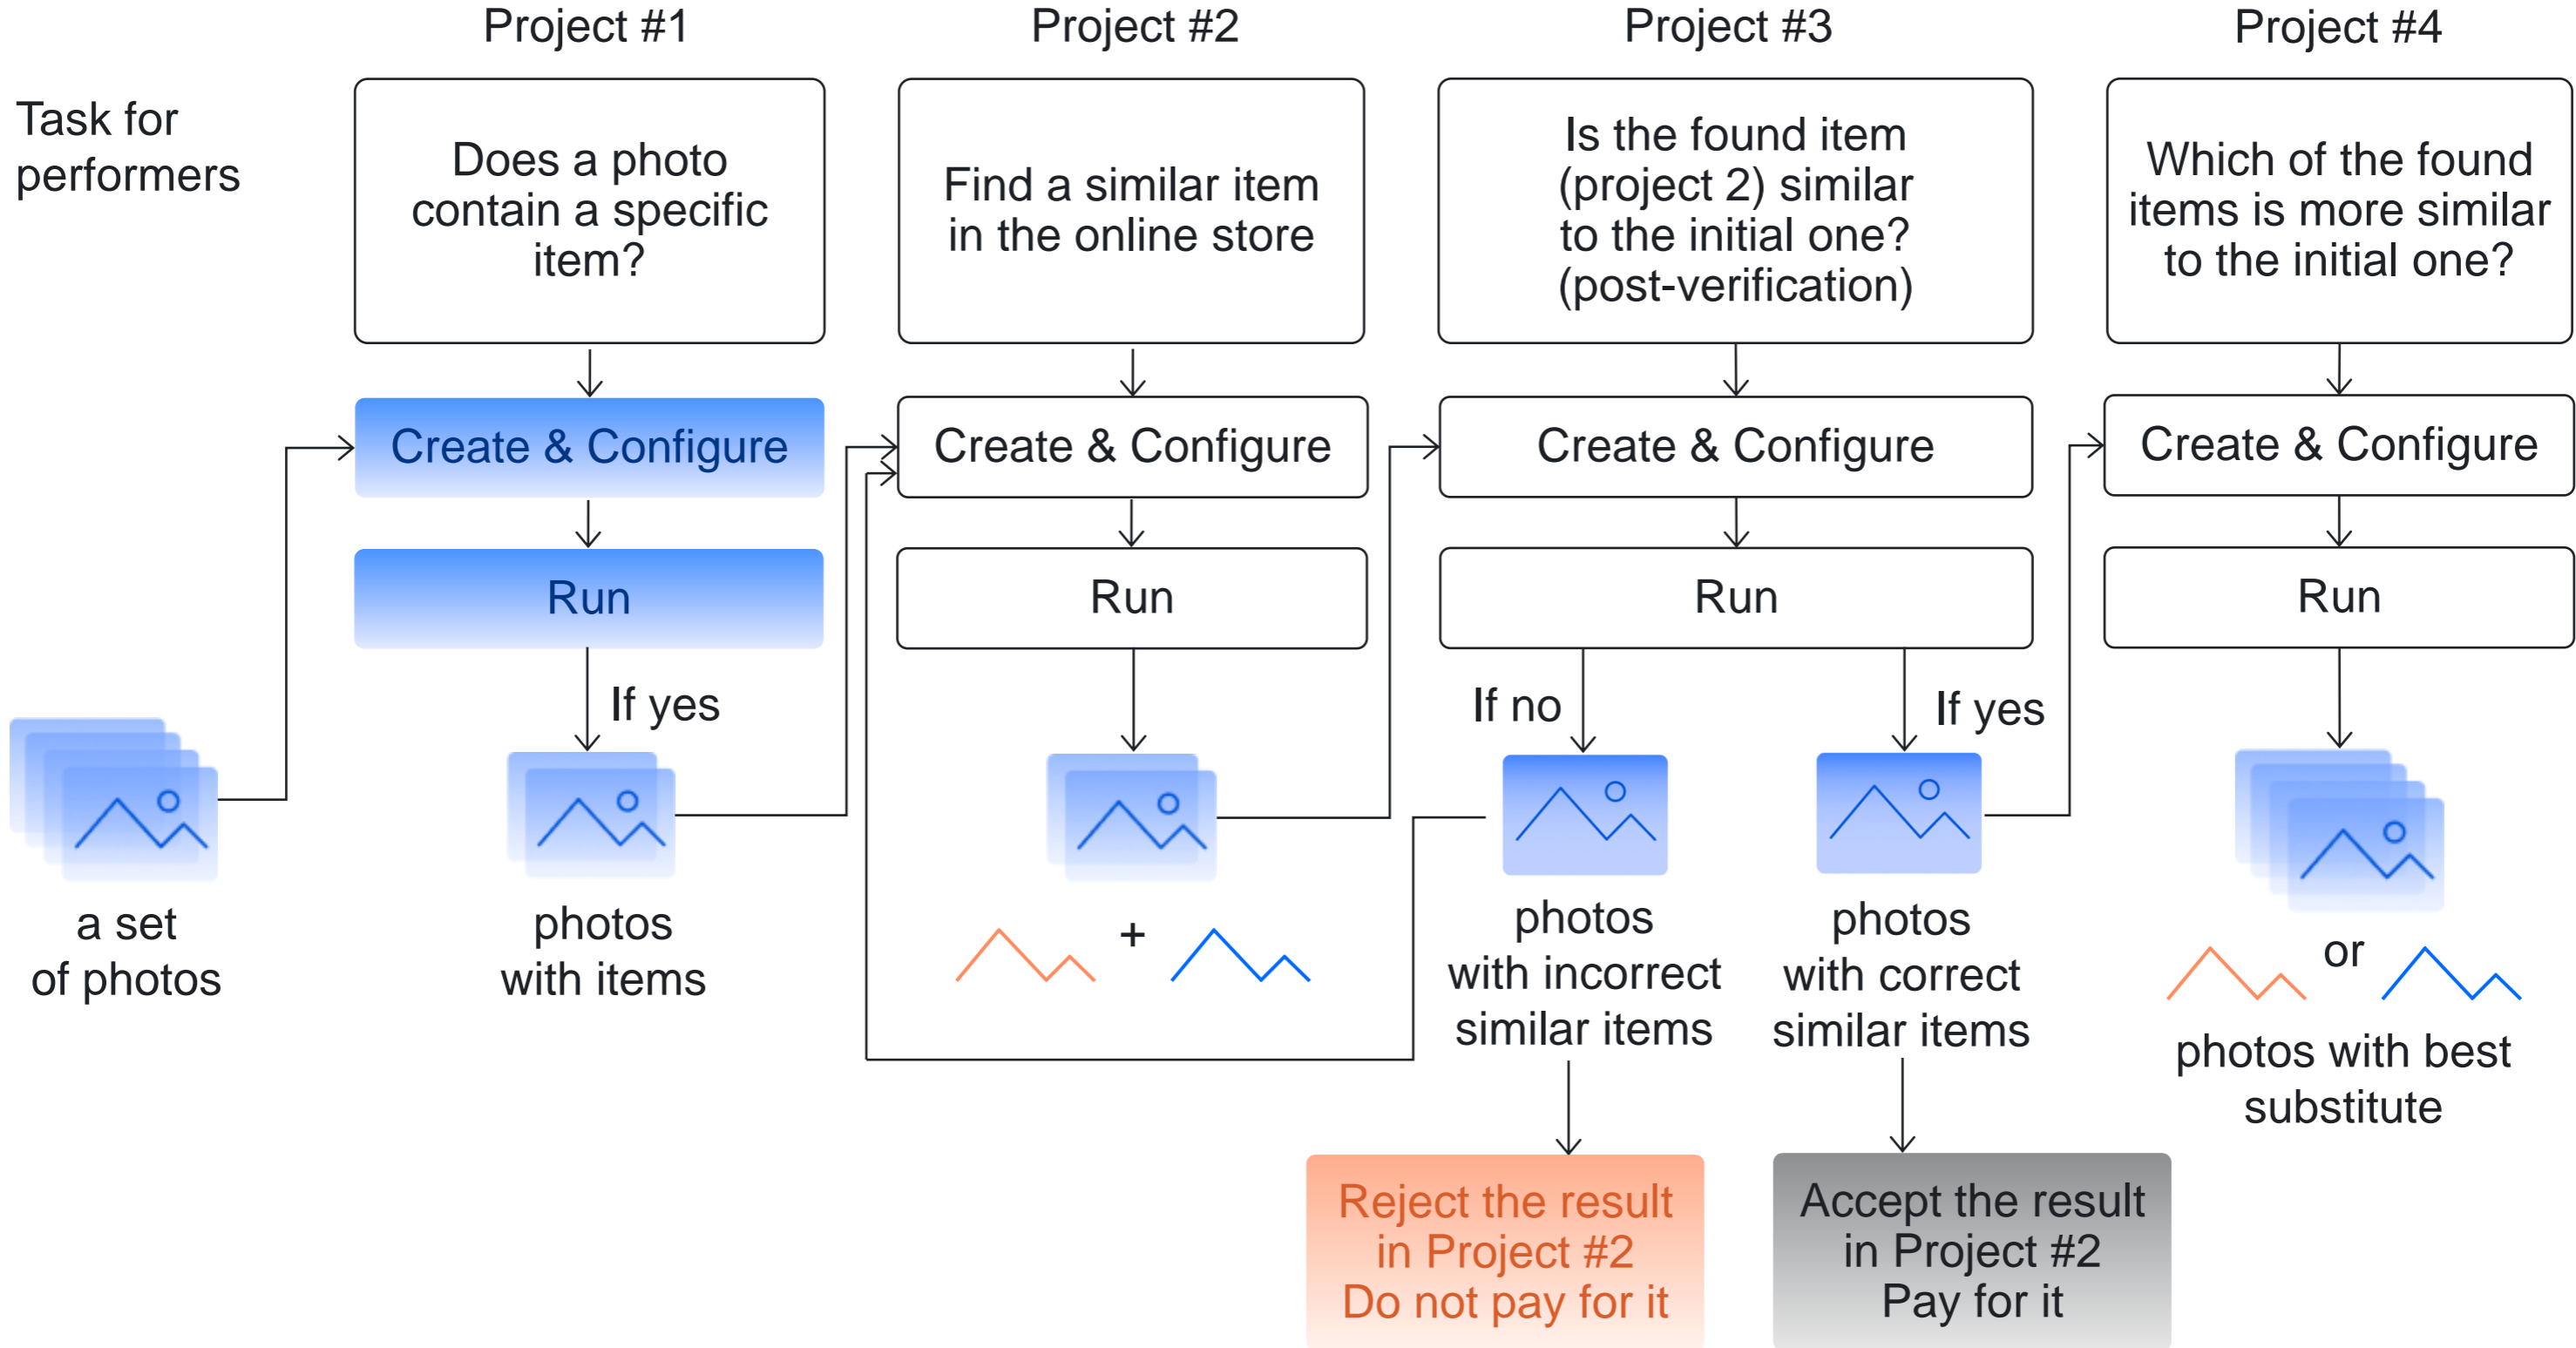 Project #1
Project #2
Project #3
Project #4
Task for
performers
Does a photo
contain a specific
item?
Find a similar item
in the online store
Is the found item
(project 2) similar
to the initial one?
(post-verification)
Which of the found
items is more similar
to the initial one?
Create & Configure
Create & Configure
Create & Configure
Create & Configure
Run
Run
Run
Run
If yes
If no
If yes
a set
of photos
photos
with items
+
photos
with incorrect
similar items
photos
with correct
similar items
or
photos with best
substitute
Reject the result
in Project #2
Do not pay for it
Accept the result
in Project #2
Pay for it